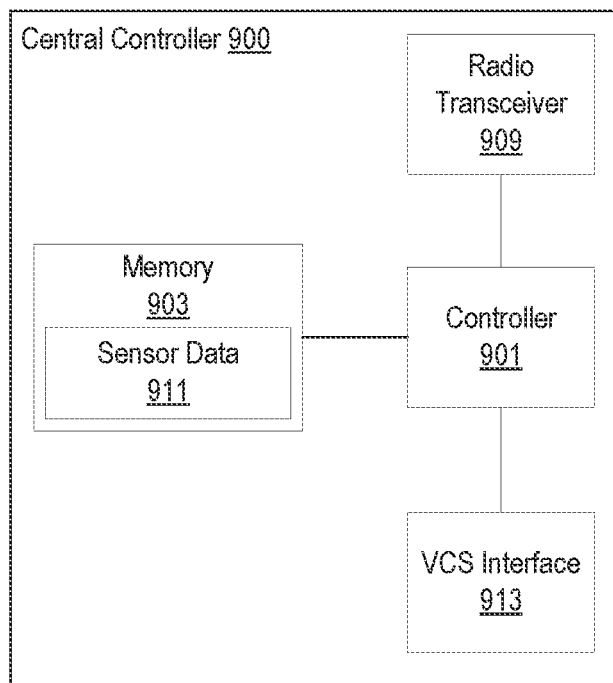 Central Controller 900
Radio
Transceiver
909
Memory
903
Sensor Data
911
Controller
901
VCS Interface
913